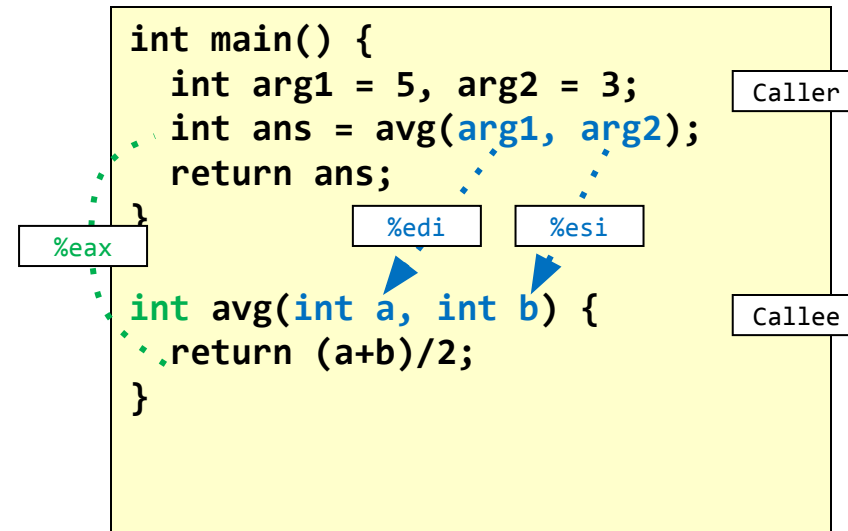 int main() {
int arg1 = 5, arg2 = 3;
Caller
int ans = avg(arg1, arg2);
return ans;
}
%eax
%edi
%esi
int avg(int a, int b) {
Callee
return (a+b)/2;
}